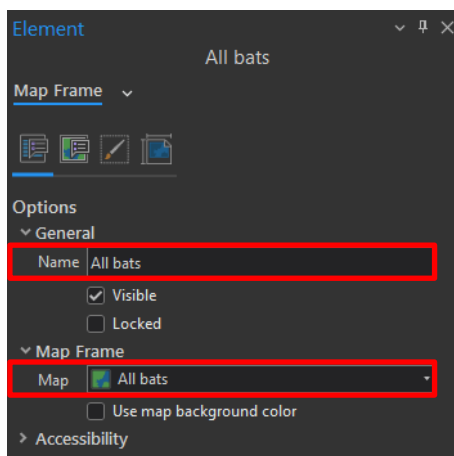 Element
All bats
Map Frame
Options
General
Name All bats
Visible
Locked
Map Frame
Map All bats
Use map background color
Accessibility